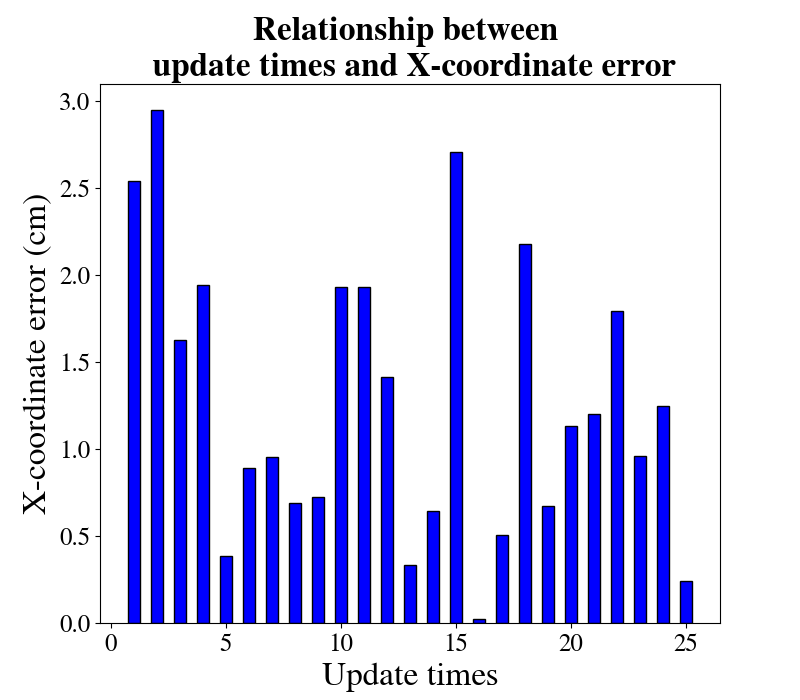 Relationship between
update times and X-coordinate error
X-coordinate error (cm)
3.0
2.5
2.0
1.5
1.0
0.5
0.0
0 5 10 15 20 25
Update times